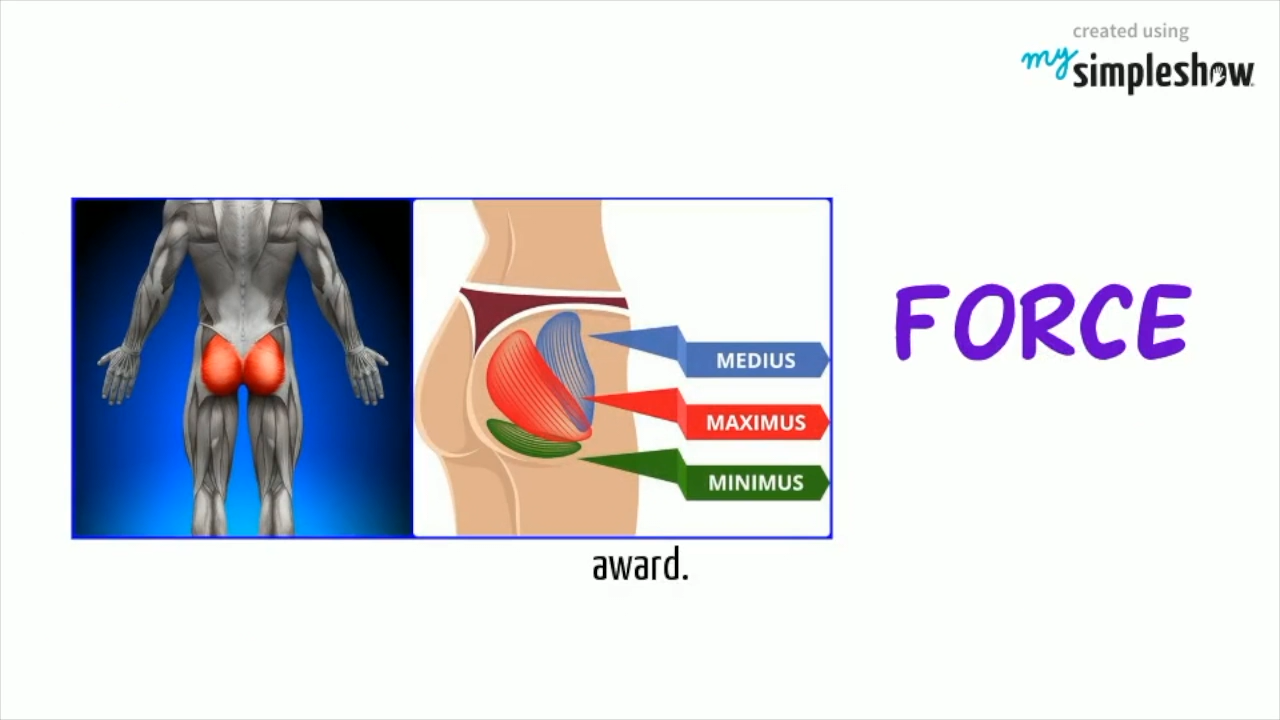 created using
my simpleshow
FORCE
MEDIUS
MAXIMUS
MINIMUS
award.